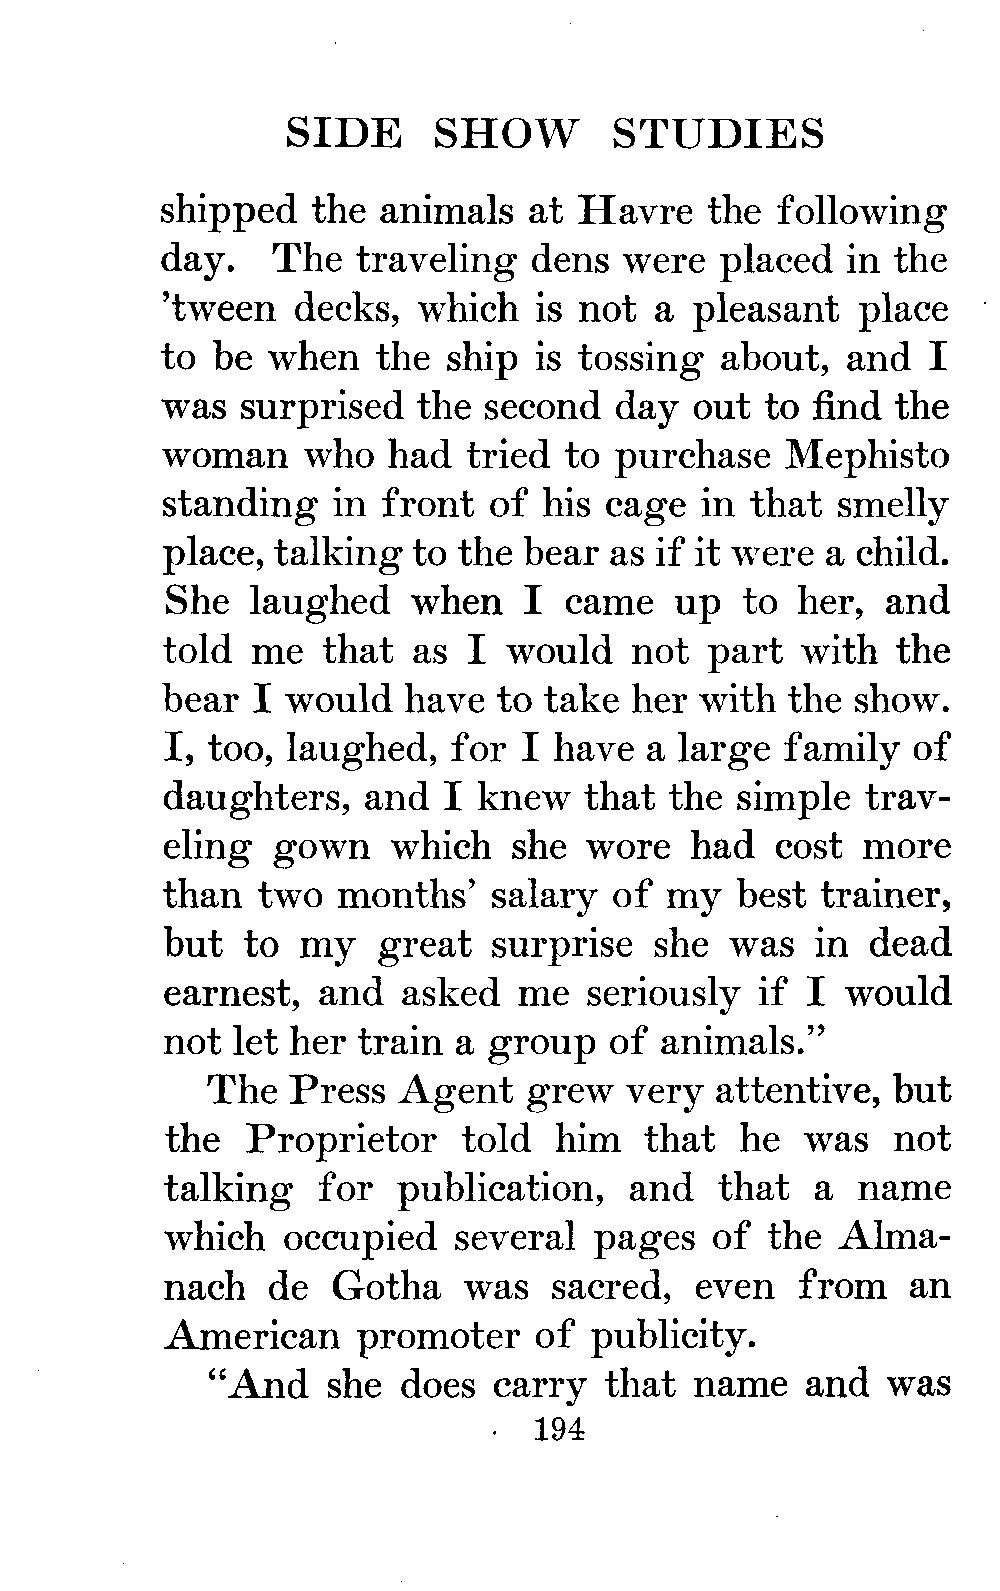 SIDE SHOW STUDIES
shipped the animals at Havre the following
day. The traveling dens were placed in the
’tween decks, which is not a pleasant place
to be when the ship is tossing about, and I
was surprised the second day out to find the
woman who had tried to purchase Mephisto
standing in front of his cage in that smelly
place, talking to the bear as if it were a child.
She laughed when I came up to her, and
told me that as I would not part with the
bear I would have to take her with the show.
I, too, laughed, for I have a large family of
daughters, and I knew that the simple trav-
eling gown which she wore had cost more
than two months’ salary of my best trainer,
but to my great surprise she was in dead
earnest, and asked me seriously if I would
not let her train a group of animals.”
The Press Agent grew very attentive, but
the Proprietor told him that he was not
talking for publication, and that a name
which occupied several pages of the Alma-
nach de Gotha was sacred, even from an
American promoter of publicity.
“And she does carry that name and was
194